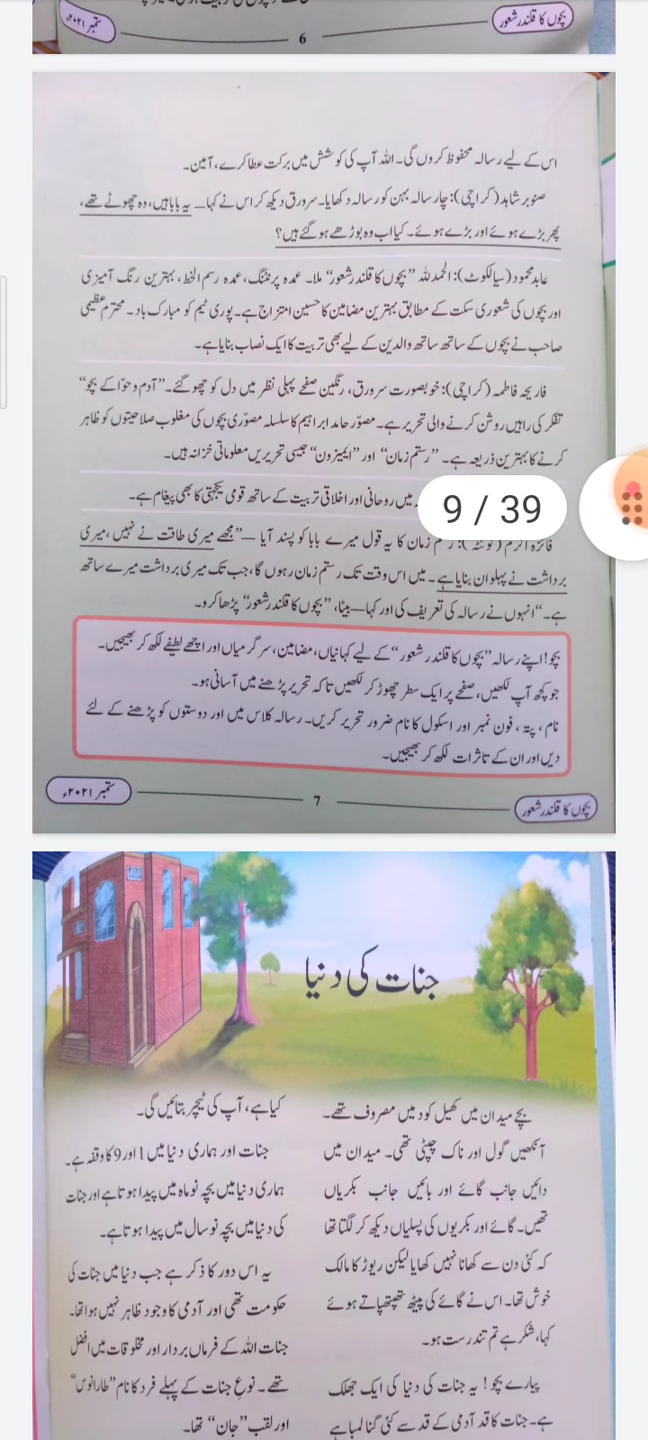 ستمبر ۲۰۲۱ء
6
بچوں کا قلندر شعور
اس کے لیے رسالہ محفوظ کروں گی۔ اللہ آپ کی کوشش میں برکت عطا کرے، آمین۔
صنوبر شاہد (کراچی): چار سالہ بہن کو رسالہ دکھایا۔ سرورق دیکھ کر اس نے کہا — یہ بابا ہیں، وہ چھوٹے تھے،
پھر بڑے ہوئے اور بڑے ہوئے۔ کیا اب وہ بوڑھے ہو گئے ہیں؟
عابد محمود (سیالکوٹ): الحمدللہ ”بچوں کا قلندر شعور“ ملا۔ عمدہ پرنٹنگ، عمدہ رسم الخط، بہترین رنگ آمیزی
اور بچوں کی شعوری سکت کے مطابق بہترین مضامین کا حسین امتزاج ہے۔ پوری ٹیم کو مبارک باد۔ محترم عظیمی
صاحب نے بچوں کے ساتھ ساتھ والدین کے لیے بھی تربیت کا ایک نصاب بنایا ہے۔
فاریحہ فاطمہ (کراچی): خوبصورت سرورق، رنگین صفحے پہلی نظر میں دل کو چھو گئے۔ ”آدم و حوّا کے بچو“
تفکر کی راہیں روشن کرنے والی تحریر ہے۔ مصوّر حامد ابراہیم کا سلسلہ مصوّری بچوں کی مغلوب صلاحیتوں کو ظاہر
کرنے کا بہترین ذریعہ ہے۔ ”رستم زمان“ اور ”ایمیزون“ جیسی تحریریں معلوماتی خزانہ ہیں۔
میں روحانی اور اخلاقی تربیت کے ساتھ قومی یکجہتی کا بھی پیغام ہے۔
9 / 39
فائزہ اکرم (کوئٹہ): رستم زمان کا یہ قول میرے بابا کو پسند آیا — ”مجھے میری طاقت نے نہیں، میری
برداشت نے پہلوان بنایا ہے۔ میں اس وقت تک رستم زمان رہوں گا، جب تک میری برداشت میرے ساتھ
ہے۔“ انہوں نے رسالہ کی تعریف کی اور کہا — بیٹا، ”بچوں کا قلندر شعور“ پڑھا کرو۔
بچو! اپنے رسالہ ”بچوں کا قلندر شعور“ کے لیے کہانیاں، مضامین، سرگرمیاں اور اچھے لطیفے لکھ کر بھیجیں۔
جو کچھ آپ لکھیں، صفحے پر ایک سطر چھوڑ کر لکھیں تاکہ تحریر پڑھنے میں آسانی ہو۔
نام، پتہ، فون نمبر اور اسکول کا نام ضرور تحریر کریں۔ رسالہ کلاس میں اور دوستوں کو پڑھنے کے لئے
دیں اور ان کے تاثرات لکھ کر بھیجیں۔
ستمبر ۲۰۲۱ء
7
بچوں کا قلندر شعور
جنات کی دنیا
بچے میدان میں کھیل کود میں مصروف تھے۔
آنکھیں گول اور ناک چپٹی تھی۔ میدان میں
دائیں جانب گائے اور بائیں جانب بکریاں
تھیں۔ گائے اور بکریوں کی پسلیاں دیکھ کر لگتا تھا
کہ کئی دن سے کھانا نہیں کھایا لیکن ریوڑ کا مالک
خوش تھا۔ اس نے گائے کی پیٹھ تھپتھپاتے ہوئے
کہا، شکر ہے تم تندرست ہو۔
پیارے بچو! یہ جنات کی دنیا کی ایک جھلک
ہے۔ جنات کا قد آدمی کے قد سے کئی گنا لمبا ہے
کیا ہے، آپ کی ٹیچر بتائیں گی۔
جنات اور ہماری دنیا میں 1 اور 9 کا وقفہ ہے۔
ہماری دنیا میں بچہ نو ماہ میں پیدا ہوتا ہے اور جنات
کی دنیا میں بچہ نو سال میں پیدا ہوتا ہے۔
یہ اس دور کا ذکر ہے جب دنیا میں جنات کی
حکومت تھی اور آدمی کا وجود ظاہر نہیں ہوا تھا۔
جنات اللہ کے فرماں بردار اور مخلوقات میں افضل
تھے۔ نوعِ جنات کے پہلے فرد کا نام ”طارانوس“
اور لقب ”جان“ تھا۔